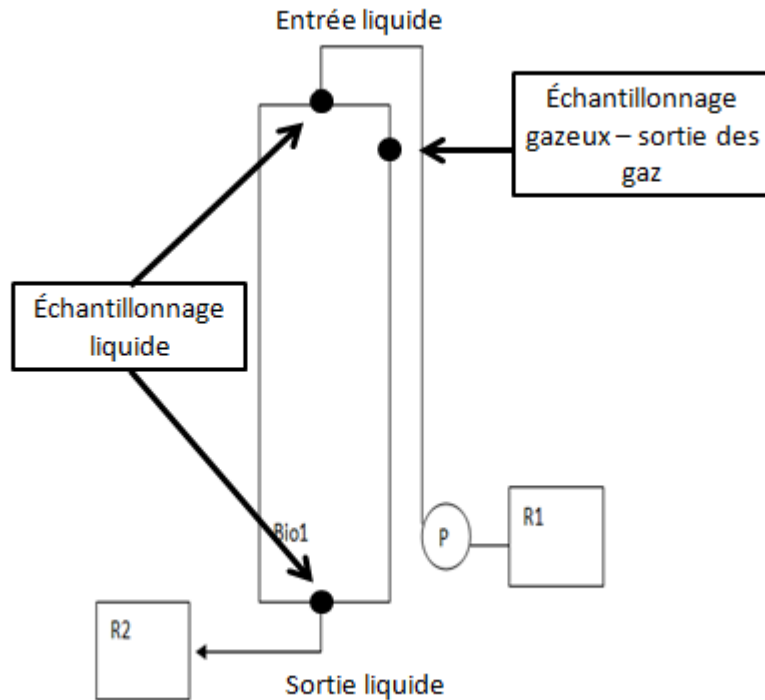 Entrée liquide
Échantillonnage
gazeux – sortie des
gaz
Échantillonnage
liquide
Bio1
P
R1
R2
Sortie liquide